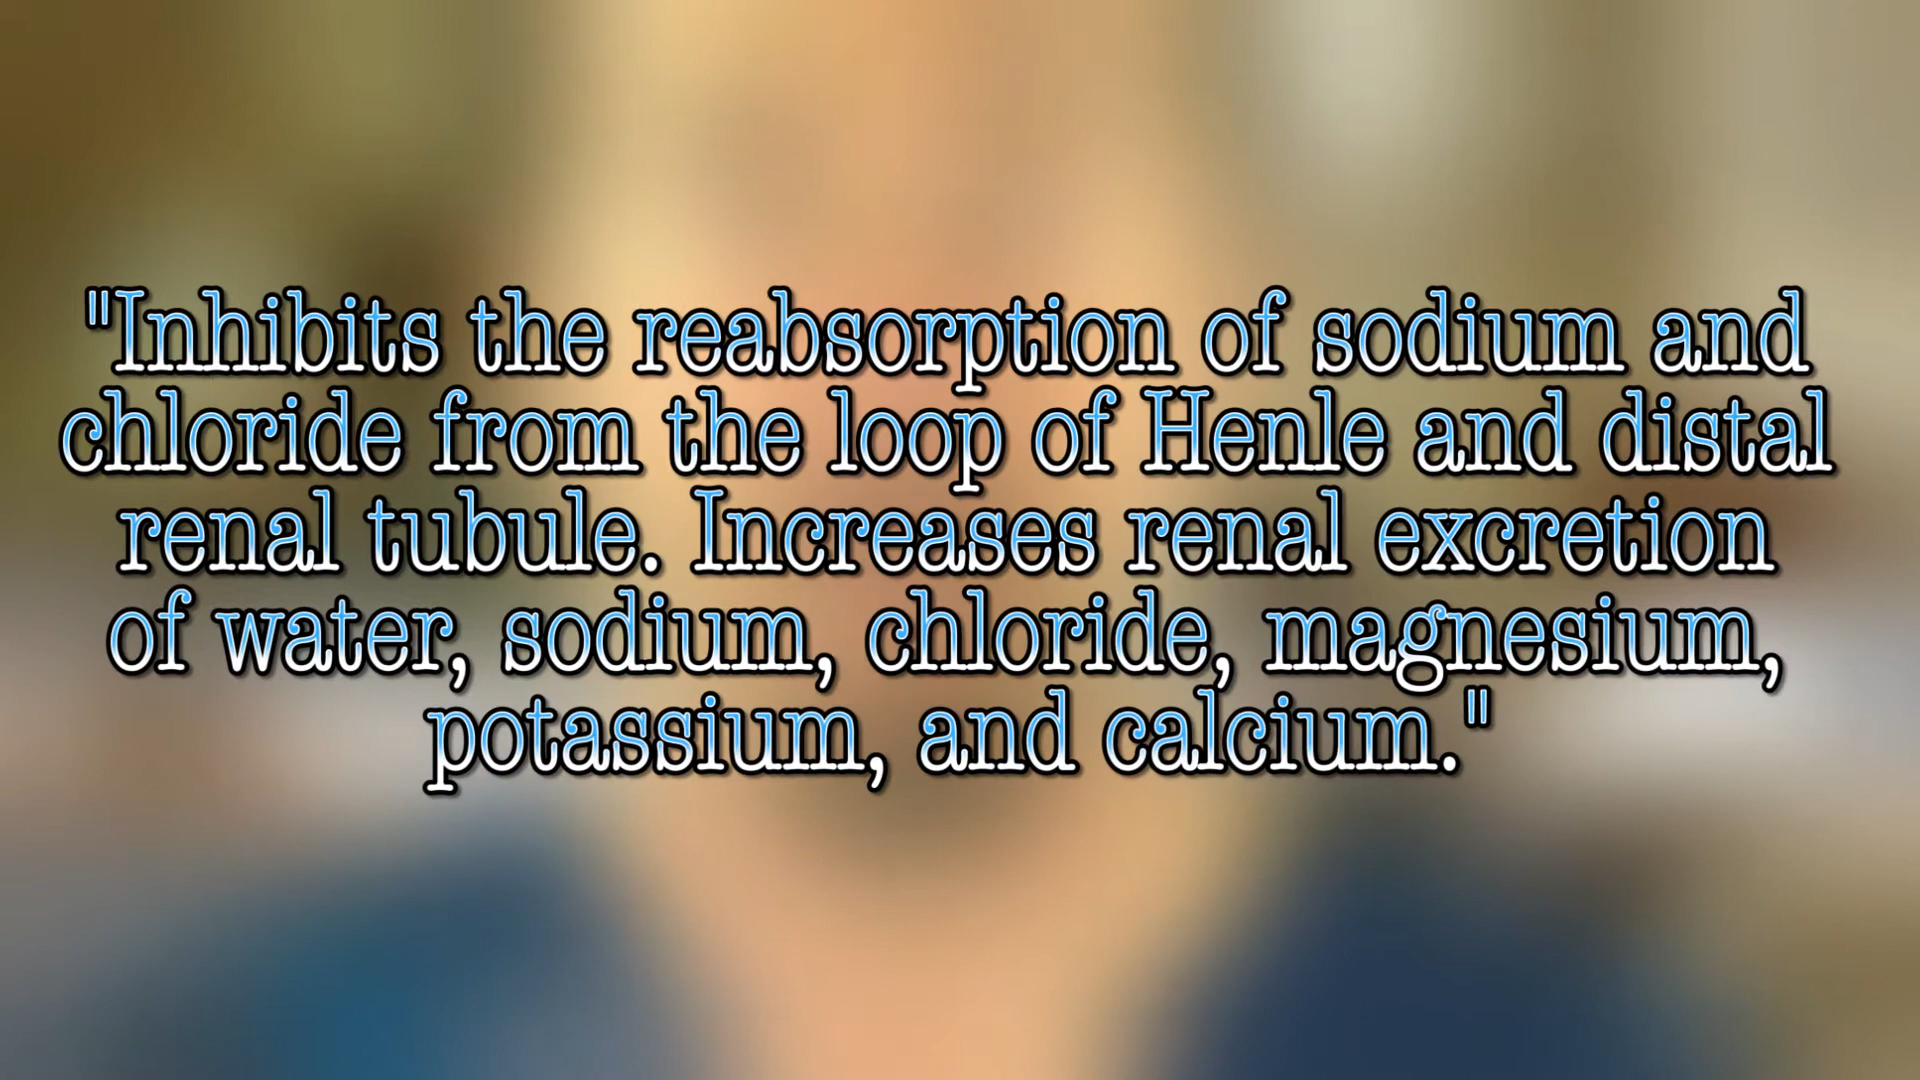 "Inhibits the reabsorption of sodium and
chloride from the loop of Henle and distal
renal tubule. Increases renal excretion
of water, sodium, chloride, magnesium,
potassium, and calcium."